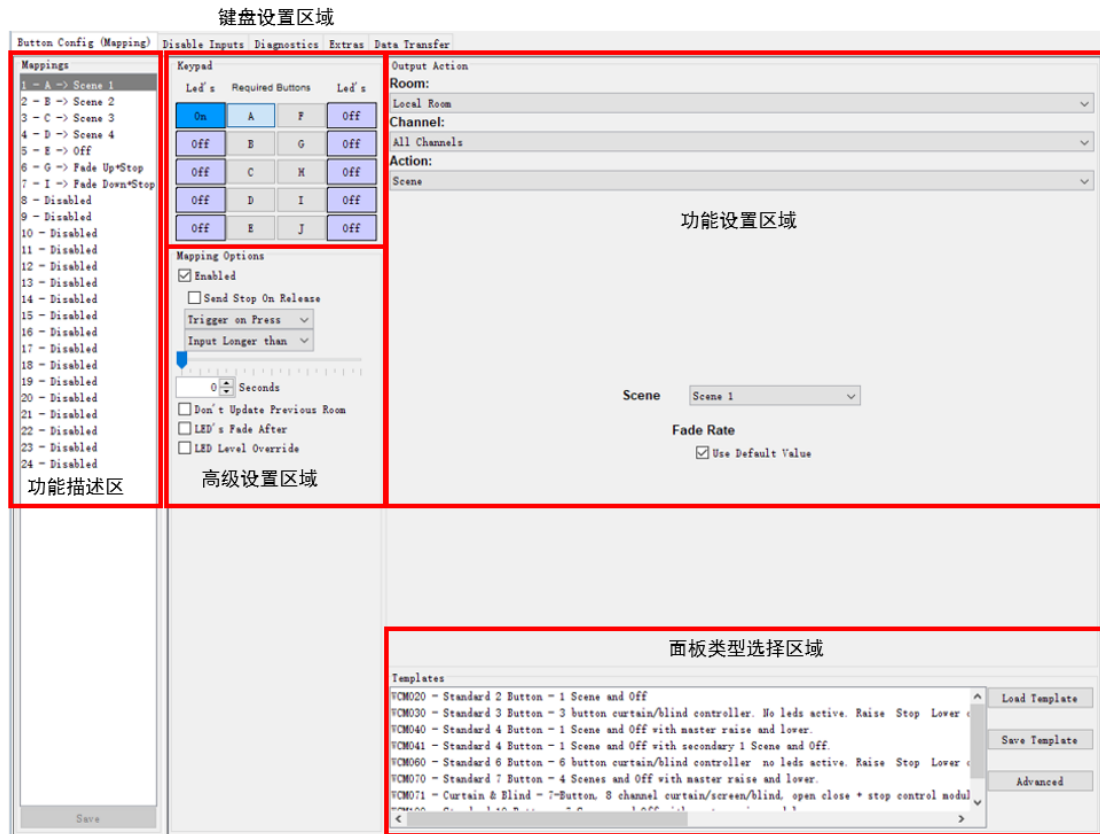 键盘设置区域
Button Config (Mapping) Disable Inputs Diagnostics Extras Data Transfer
Mappings
1 - A -> Scene 1
2 - B -> Scene 2
3 - C -> Scene 3
4 - D -> Scene 4
5 - E -> Off
6 - G -> Fade Up+Stop
7 - I -> Fade Down+Stop
8 - Disabled
9 - Disabled
10 - Disabled
11 - Disabled
12 - Disabled
13 - Disabled
14 - Disabled
15 - Disabled
16 - Disabled
17 - Disabled
18 - Disabled
19 - Disabled
20 - Disabled
21 - Disabled
22 - Disabled
23 - Disabled
24 - Disabled
功能描述区
Save
Keypad
Led's Required Buttons Led's
On A F Off
Off B G Off
Off C H Off
Off D I Off
Off E J Off
Mapping Options
Enabled
Send Stop On Release
Trigger on Press
Input Longer than
0 Seconds
Don't Update Previous Room
LED's Fade After
LED Level Override
高级设置区域
Output Action
Room:
Local Room
Channel:
All Channels
Action:
Scene
功能设置区域
Scene Scene 1
Fade Rate
Use Default Value
面板类型选择区域
Templates
VCM020 - Standard 2 Button - 1 Scene and Off
VCM030 - Standard 3 Button - 3 button curtain/blind controller. No leds active. Raise Stop Lower
VCM040 - Standard 4 Button - 1 Scene and Off with master raise and lower.
VCM041 - Standard 4 Button - 1 Scene and Off with secondary 1 Scene and Off.
VCM060 - Standard 6 Button - 6 button curtain/blind controller no leds active. Raise Stop Lower
VCM070 - Standard 7 Button - 4 Scenes and Off with master raise and lower.
VCM071 - Curtain & Blind - 7-Button, 8 channel curtain/screen/blind, open close + stop control modul
Load Template
Save Template
Advanced